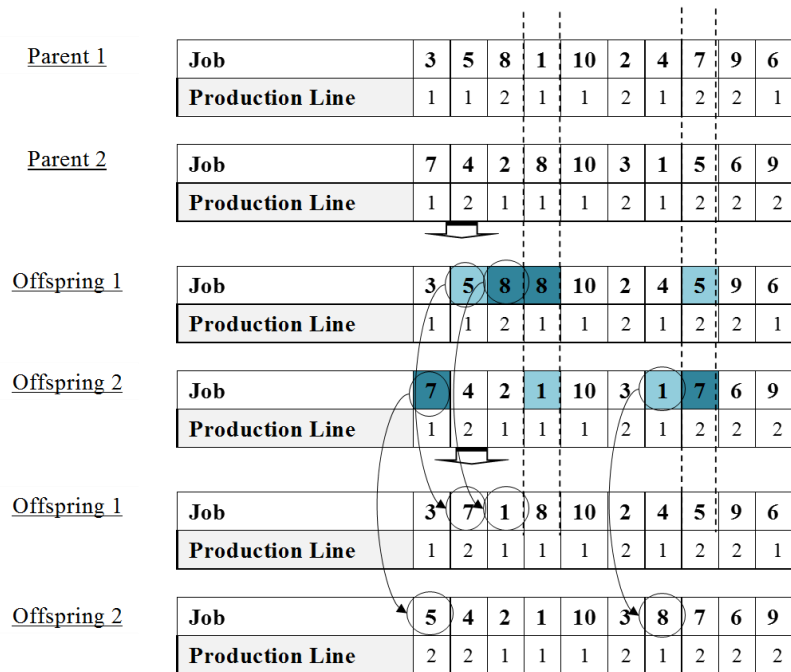 Parent 1
Job 3 5 8 1 10 2 4 7 9 6
Production Line 1 1 2 1 1 2 1 2 2 1
Parent 2
Job 7 4 2 8 10 3 1 5 6 9
Production Line 1 2 1 1 1 2 1 2 2 2
Offspring 1
Job 3 5 8 8 10 2 4 5 9 6
Production Line 1 1 2 1 1 2 1 2 2 1
Offspring 2
Job 7 4 2 1 10 3 1 7 6 9
Production Line 1 2 1 1 1 2 1 2 2 2
Offspring 1
Job 3 7 1 8 10 2 4 5 9 6
Production Line 1 2 1 1 1 2 1 2 2 1
Offspring 2
Job 5 4 2 1 10 3 8 7 6 9
Production Line 2 2 1 1 1 2 1 2 2 2